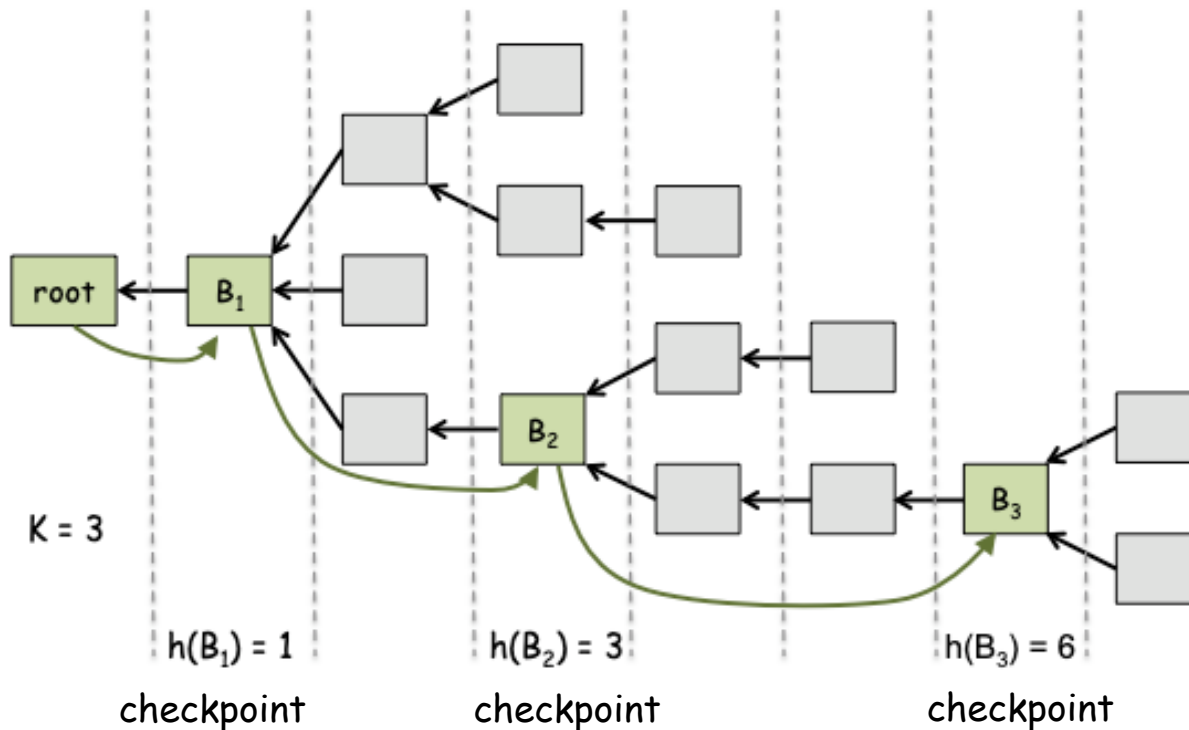 root
B₁
B₂
B₃
K = 3
h(B₁) = 1
h(B₂) = 3
h(B₃) = 6
checkpoint
checkpoint
checkpoint